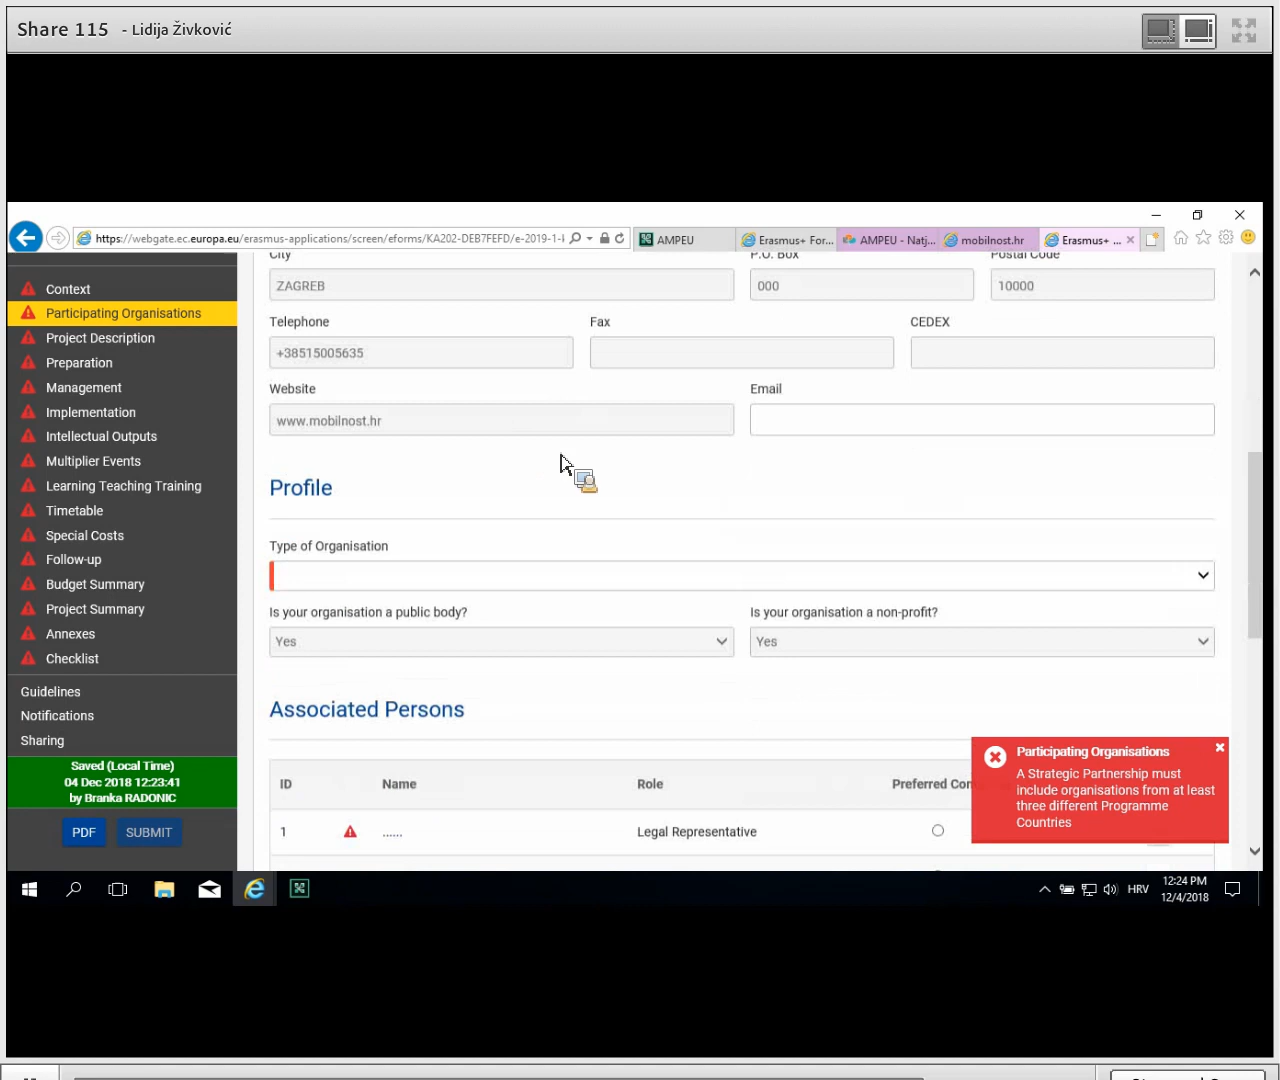 Share 115 - Lidija Živković
https://webgate.ec.europa.eu/erasmus-applications/screen/eforms/KA202-DEB7FEFD/e-2019-1-
AMPEU
Erasmus+ For...
AMPEU - Natj...
mobilnost.hr
Erasmus+ ...
Context
Participating Organisations
Project Description
Preparation
Management
Implementation
Intellectual Outputs
Multiplier Events
Learning Teaching Training
Timetable
Special Costs
Follow-up
Budget Summary
Project Summary
Annexes
Checklist
Guidelines
Notifications
Sharing
Saved (Local Time)
04 Dec 2018 12:23:41
by Branka RADONIC
PDF SUBMIT
City P.O. Box Postal Code
ZAGREB 000 10000
Telephone Fax CEDEX
+38515005635
Website Email
www.mobilnost.hr
Profile
Type of Organisation
Is your organisation a public body? Is your organisation a non-profit?
Yes Yes
Associated Persons
ID Name Role Preferred Con
1 ...... Legal Representative
Participating Organisations
A Strategic Partnership must
include organisations from at least
three different Programme
Countries
HRV
12:24 PM
12/4/2018